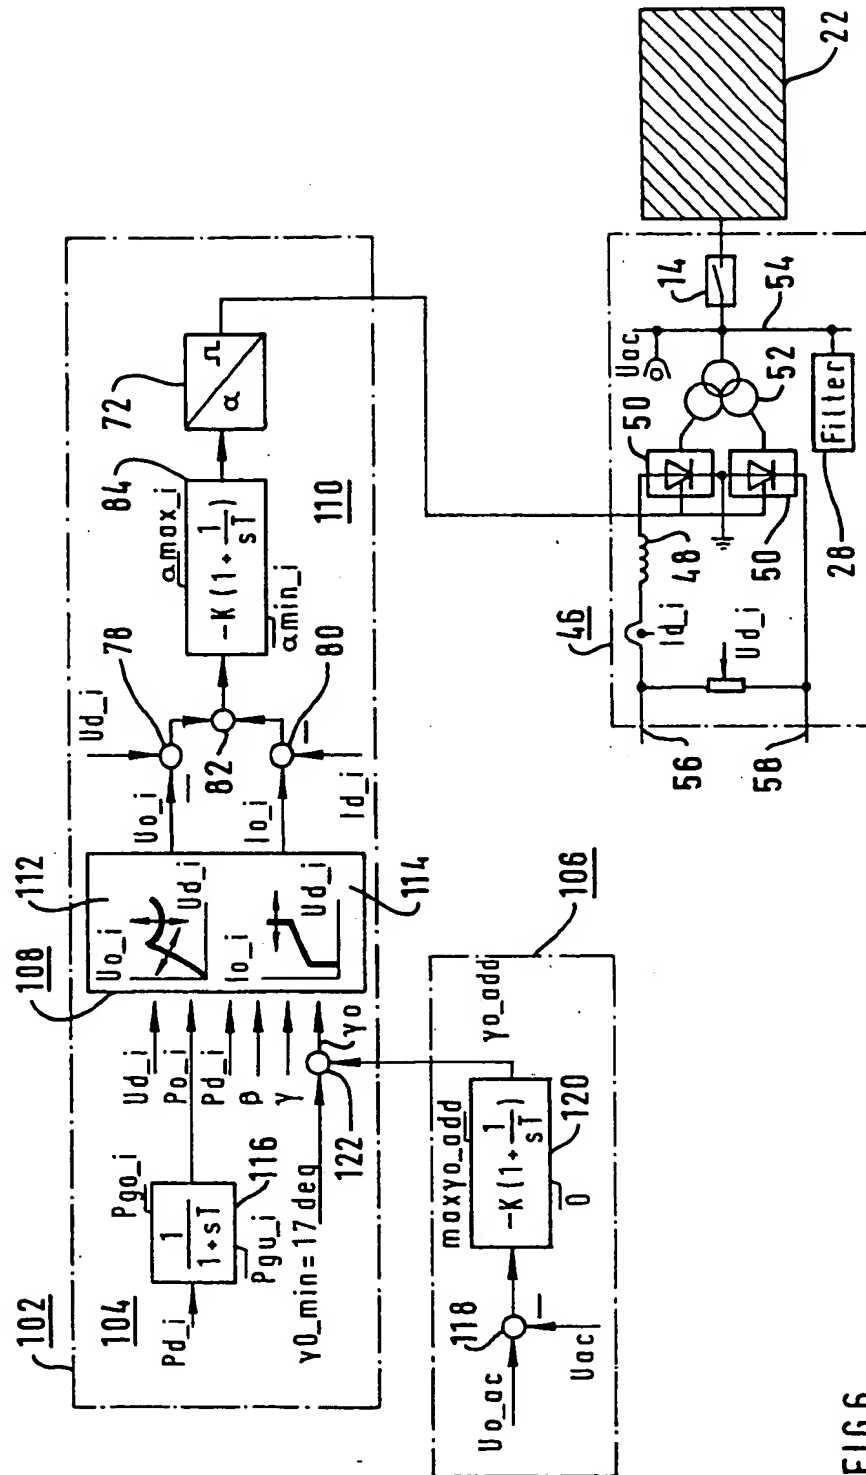 102
104
Pd_i
Pgo_i
1
1+sT
Pgu_i
116
γ0_min = 17 deg
122
γo
Ud_i
Po_i
Pd_i
β
γ
108
112
Uo_i
Ud_i
Io_i
Ud_i
114
Uo_i
Io_i
Ud_i
78
–
82
80
–
Id_i
αmax_i
-K(1+1/sT)
αmin_i
84
110
72
α
106
Uo_ac
118
–
Uac
maxγo_add
-K(1+1/sT)
0
120
γo_add
46
56
58
Id_i
Ud_i
48
50
50
Uac
52
54
14
Filter
28
22
FIG 6